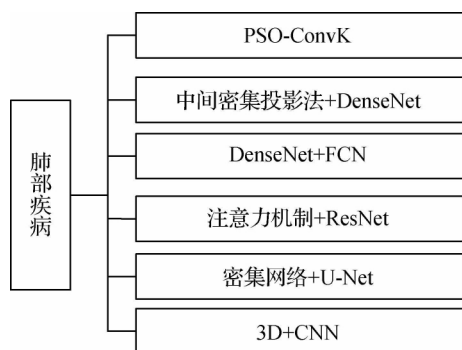 肺部疾病
PSO-ConvK
中间密集投影法+DenseNet
DenseNet+FCN
注意力机制+ResNet
密集网络+U-Net
3D+CNN